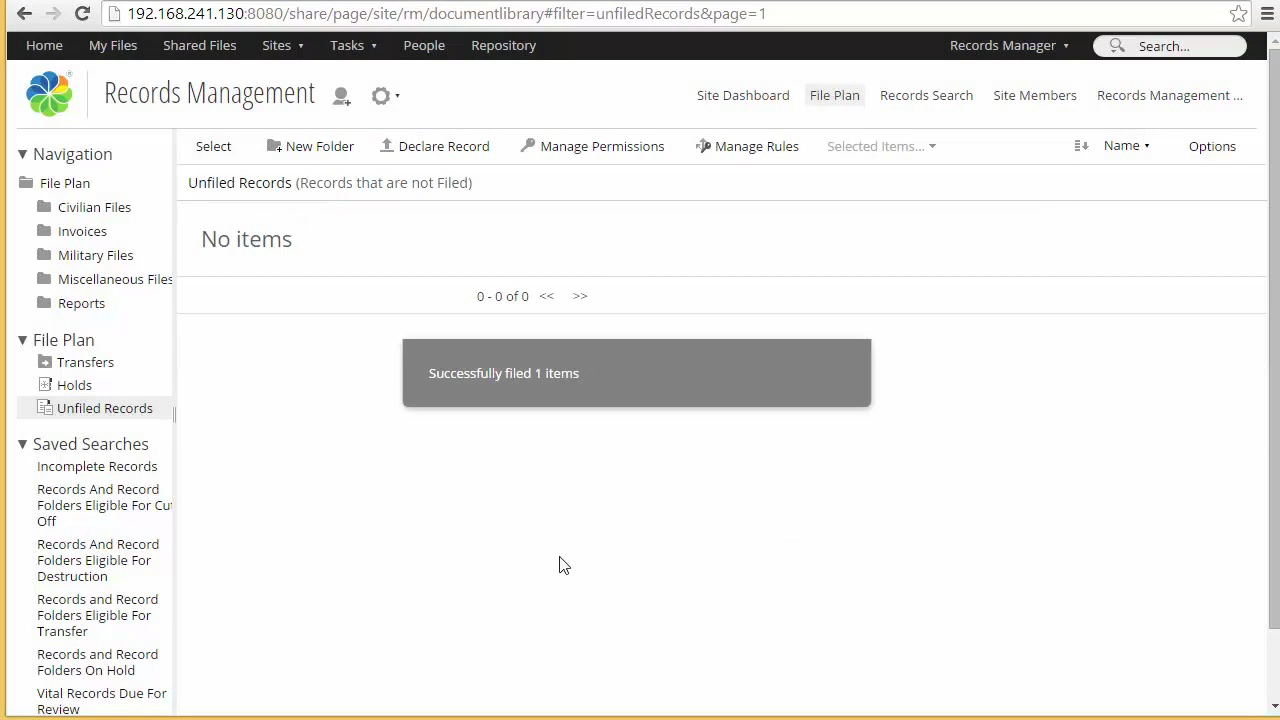 192.168.241.130:8080/share/page/site/rm/documentlibrary#filter=unfiledRecords&page=1
Home My Files Shared Files Sites Tasks People Repository Records Manager Search...
Records Management Site Dashboard File Plan Records Search Site Members Records Management ...
Select New Folder Declare Record Manage Permissions Manage Rules Selected Items... Name Options
Unfiled Records (Records that are not Filed)
No items
0 - 0 of 0 << >>
Successfully filed 1 items
Navigation
File Plan
Civilian Files
Invoices
Military Files
Miscellaneous Files
Reports
File Plan
Transfers
Holds
Unfiled Records
Saved Searches
Incomplete Records
Records And Record
Folders Eligible For Cut
Off
Records And Record
Folders Eligible For
Destruction
Records and Record
Folders Eligible For
Transfer
Records and Record
Folders On Hold
Vital Records Due For
Review